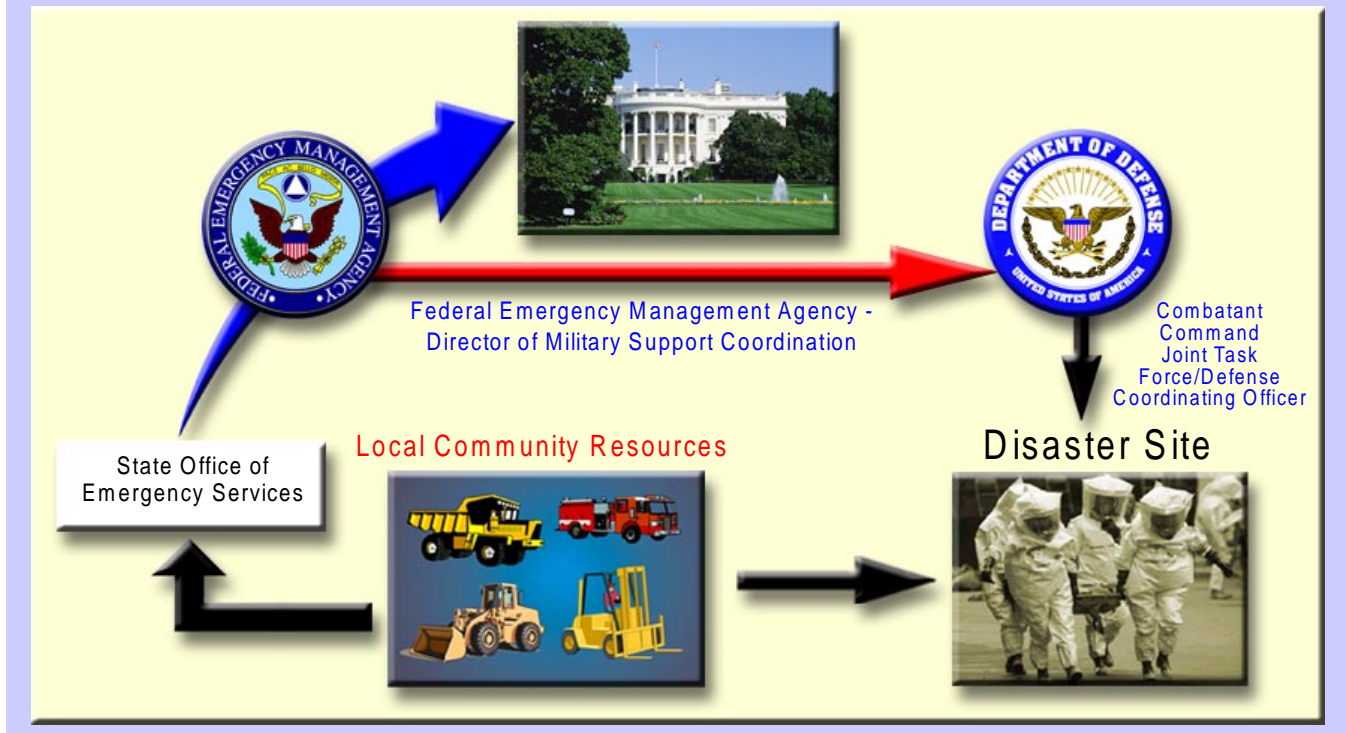 FEDERAL EMERGENCY MANAGEMENT AGENCY
DEPARTMENT OF DEFENSE
UNITED STATES OF AMERICA
Federal Emergency Management Agency -
Director of Military Support Coordination
Combatant
Command
Joint Task
Force/Defense
Coordinating Officer
State Office of
Emergency Services
Local Community Resources
Disaster Site